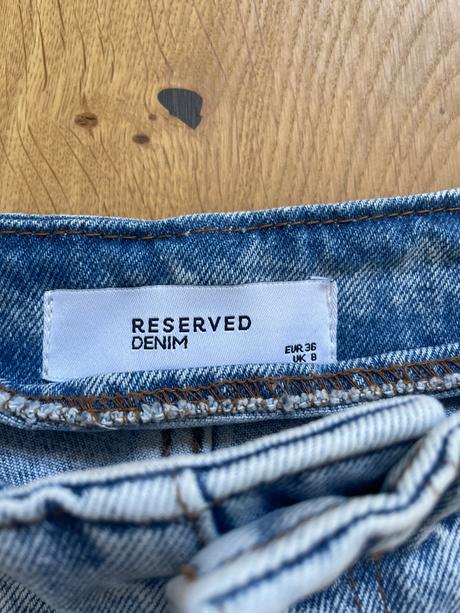 RESERVED
DENIM
EUR 36
UK 8